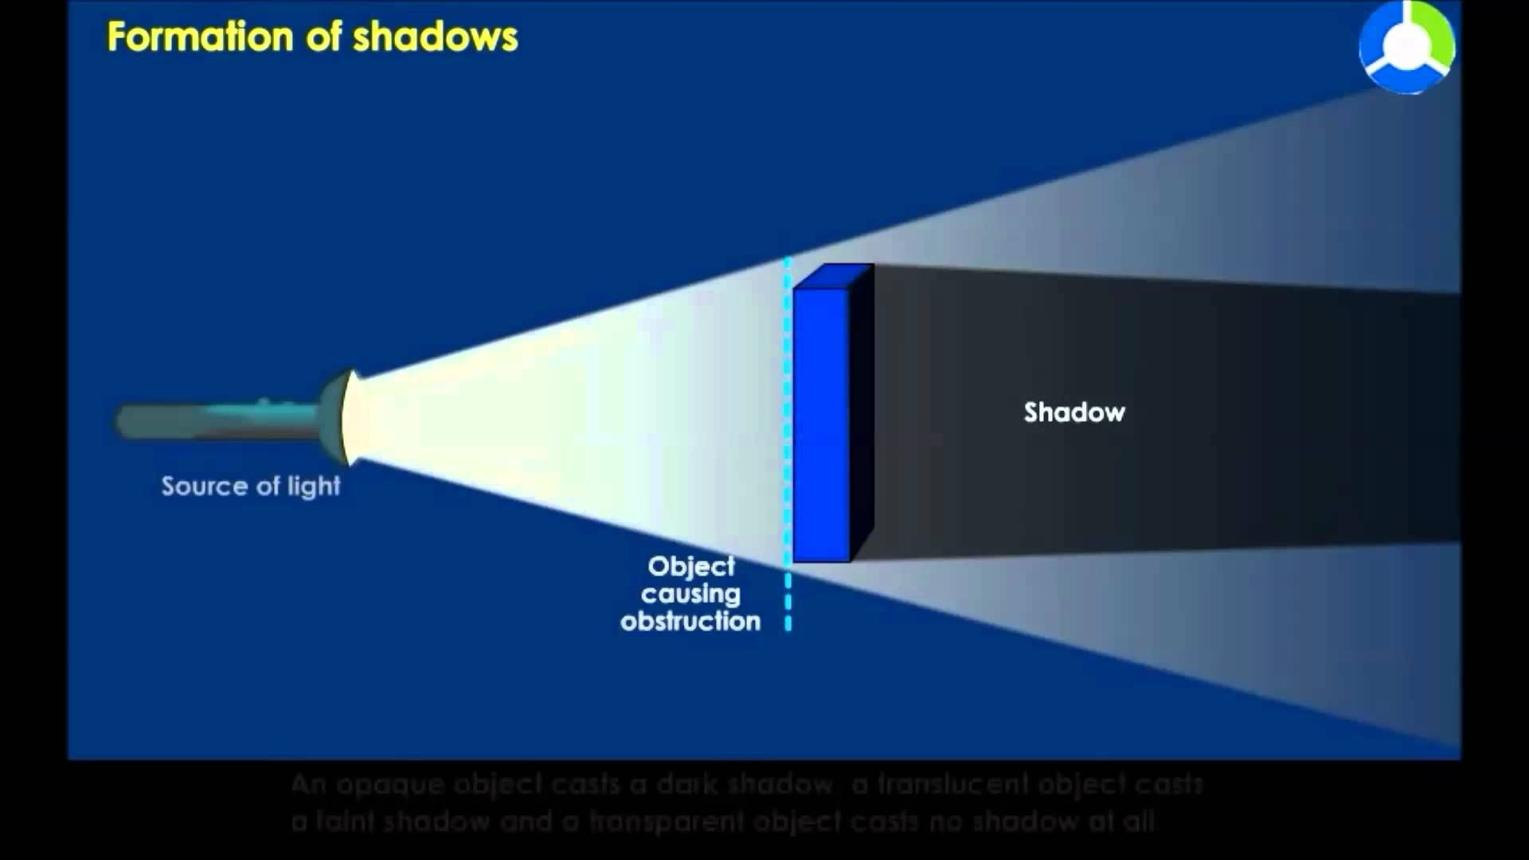 Formation of shadows
Source of light
Object
causing
obstruction
Shadow
An opaque object casts a dark shadow, a translucent object casts
a faint shadow and a transparent object casts no shadow at all.